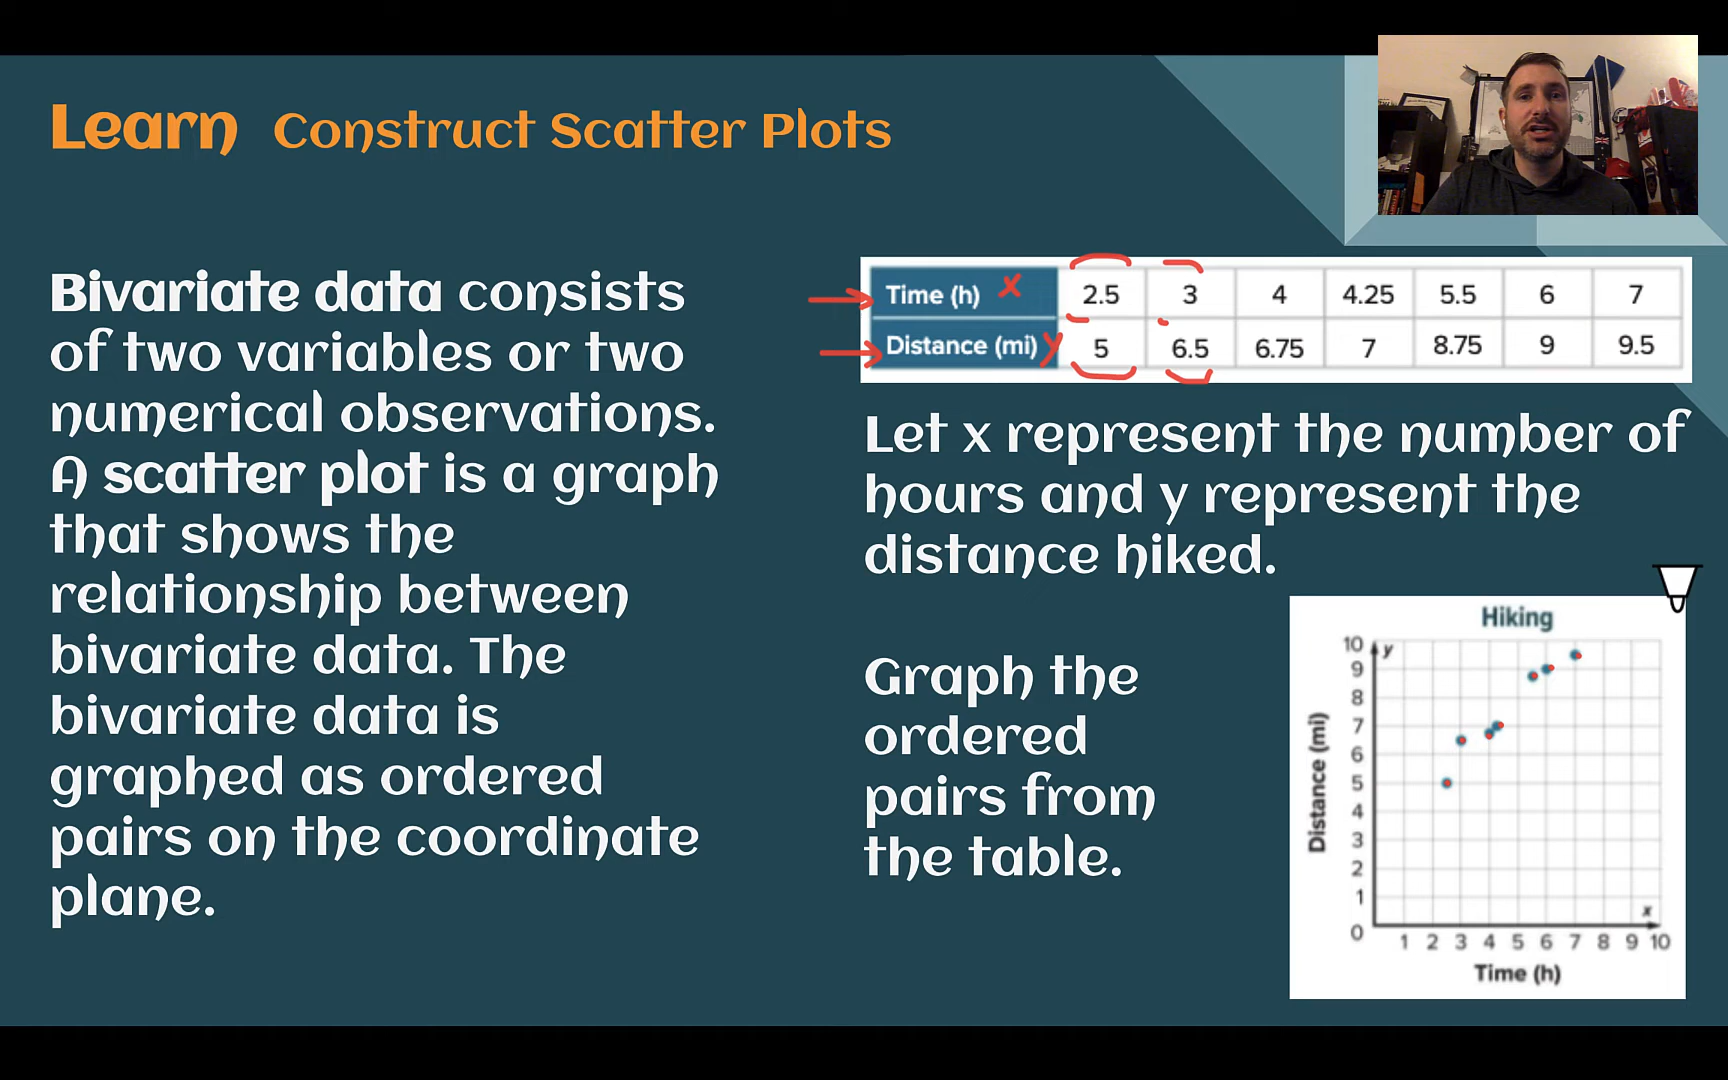 Learn Construct Scatter Plots
Bivariate data consists
of two variables or two
numerical observations.
A scatter plot is a graph
that shows the
relationship between
bivariate data. The
bivariate data is
graphed as ordered
pairs on the coordinate
plane.
Time (h) x 2.5 3 4 4.25 5.5 6 7
Distance (mi) y 5 6.5 6.75 7 8.75 9 9.5
Let x represent the number of
hours and y represent the
distance hiked.
Graph the
ordered
pairs from
the table.
Hiking
10 y
9
8
7
6
5
4
3
2
1
0
Distance (mi)
x
1 2 3 4 5 6 7 8 9 10
Time (h)